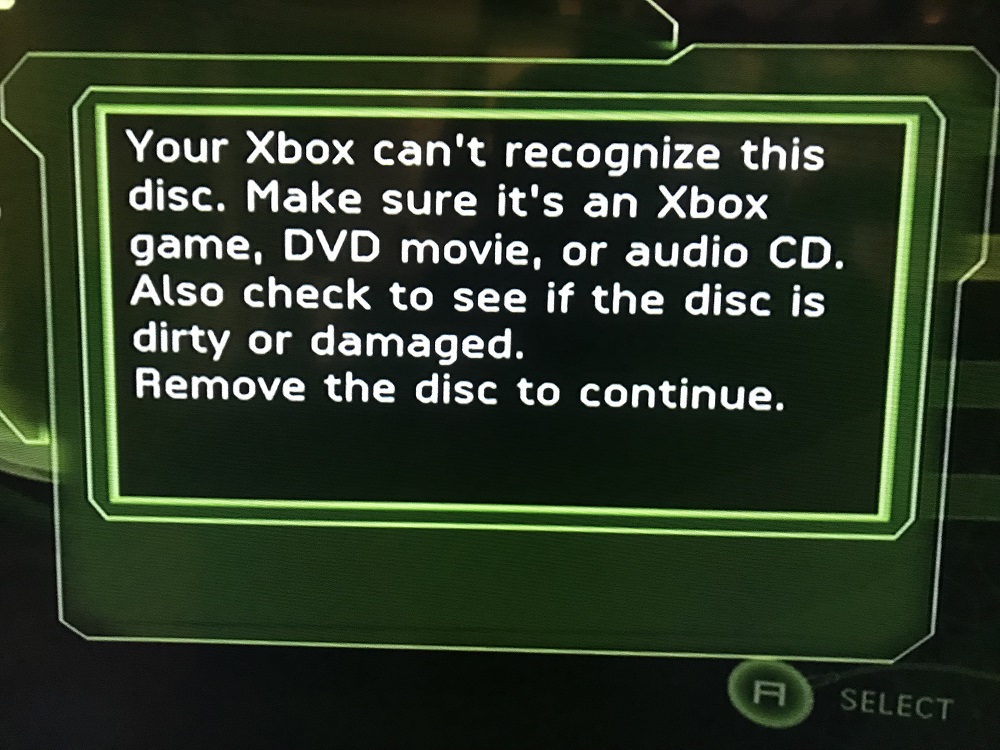 Your Xbox can't recognize this
disc. Make sure it's an Xbox
game, DVD movie, or audio CD.
Also check to see if the disc is
dirty or damaged.
Remove the disc to continue.
A SELECT